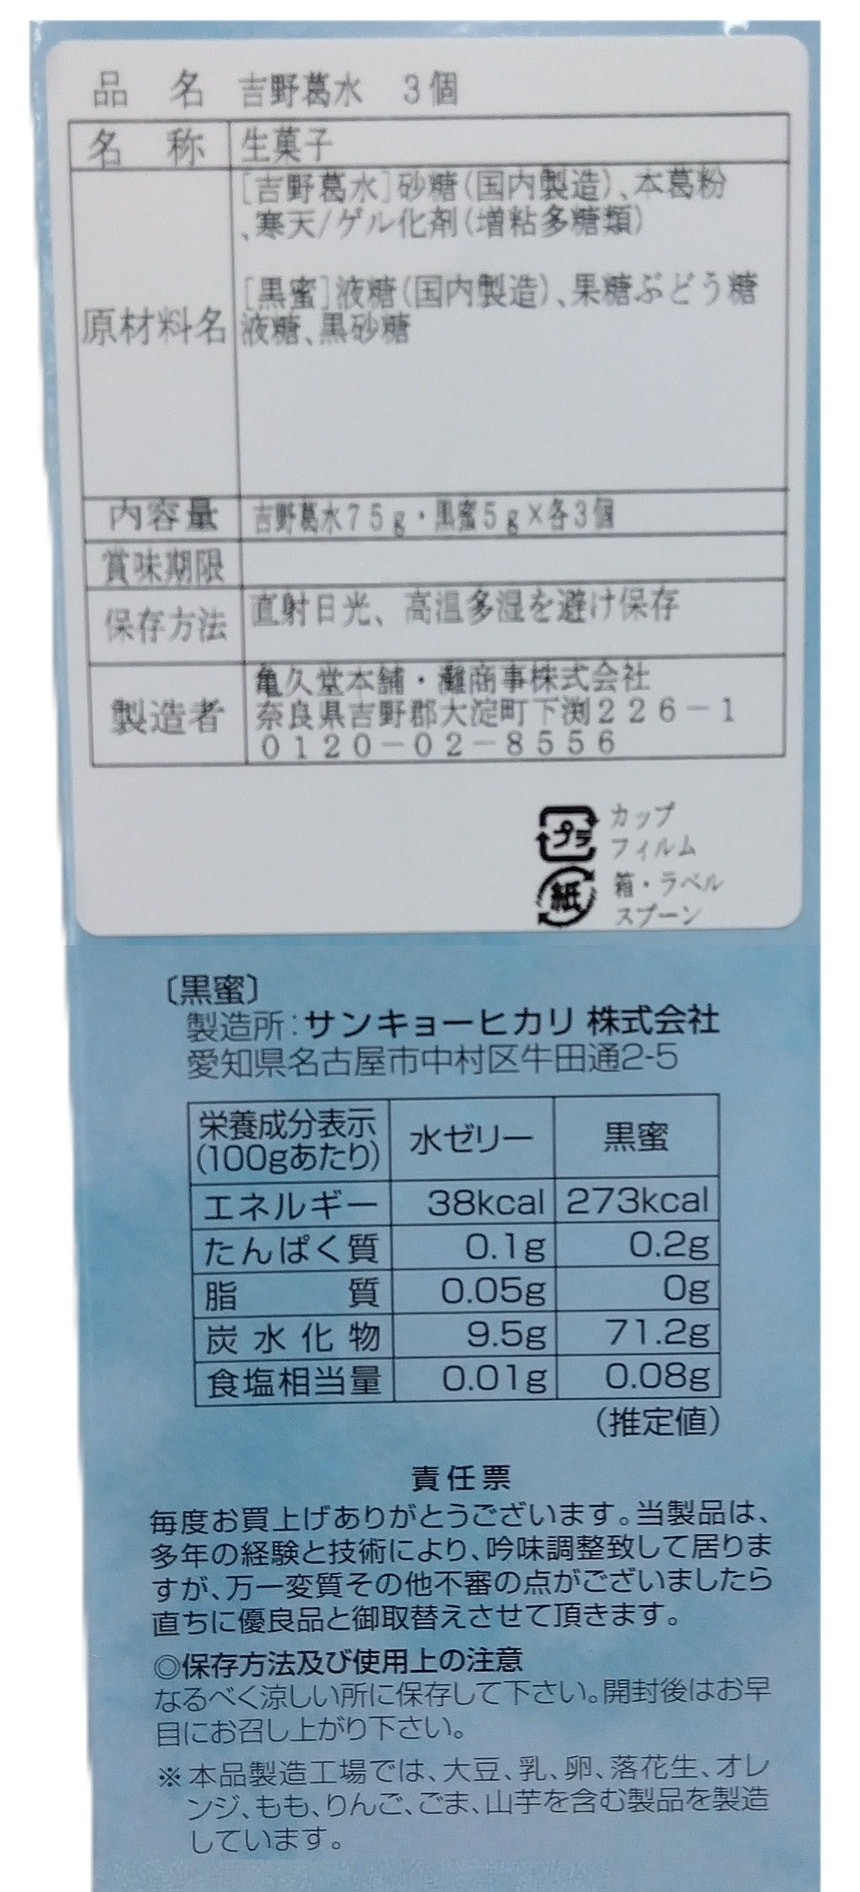 品 名 吉野葛水 3個
名 称 生菓子
原材料名
[吉野葛水]砂糖(国内製造)、本葛粉
、寒天/ゲル化剤(増粘多糖類)
[黒蜜]液糖(国内製造)、果糖ぶどう糖
液糖、黒砂糖
内容量 吉野葛水75g・黒蜜5g×各3個
賞味期限
保存方法 直射日光、高温多湿を避け保存
製造者
亀久堂本舗・灘商事株式会社
奈良県吉野郡大淀町下渕226-1
0120-02-8556
プラ カップ
フィルム
紙 箱・ラベル
スプーン
〔黒蜜〕
製造所:サンキョーヒカリ 株式会社
愛知県名古屋市中村区牛田通2-5
栄養成分表示
(100gあたり) 水ゼリー 黒蜜
エネルギー 38kcal 273kcal
たんぱく質 0.1g 0.2g
脂質 0.05g 0g
炭水化物 9.5g 71.2g
食塩相当量 0.01g 0.08g
(推定値)
責任票
毎度お買上げありがとうございます。当製品は、
多年の経験と技術により、吟味調整致して居りま
すが、万一変質その他不審の点がございましたら
直ちに優良品と御取替えさせて頂きます。
◎保存方法及び使用上の注意
なるべく涼しい所に保存して下さい。開封後はお早
目にお召し上がり下さい。
※本品製造工場では、大豆、乳、卵、落花生、オレ
ンジ、もも、りんご、ごま、山芋を含む製品を製造
しています。